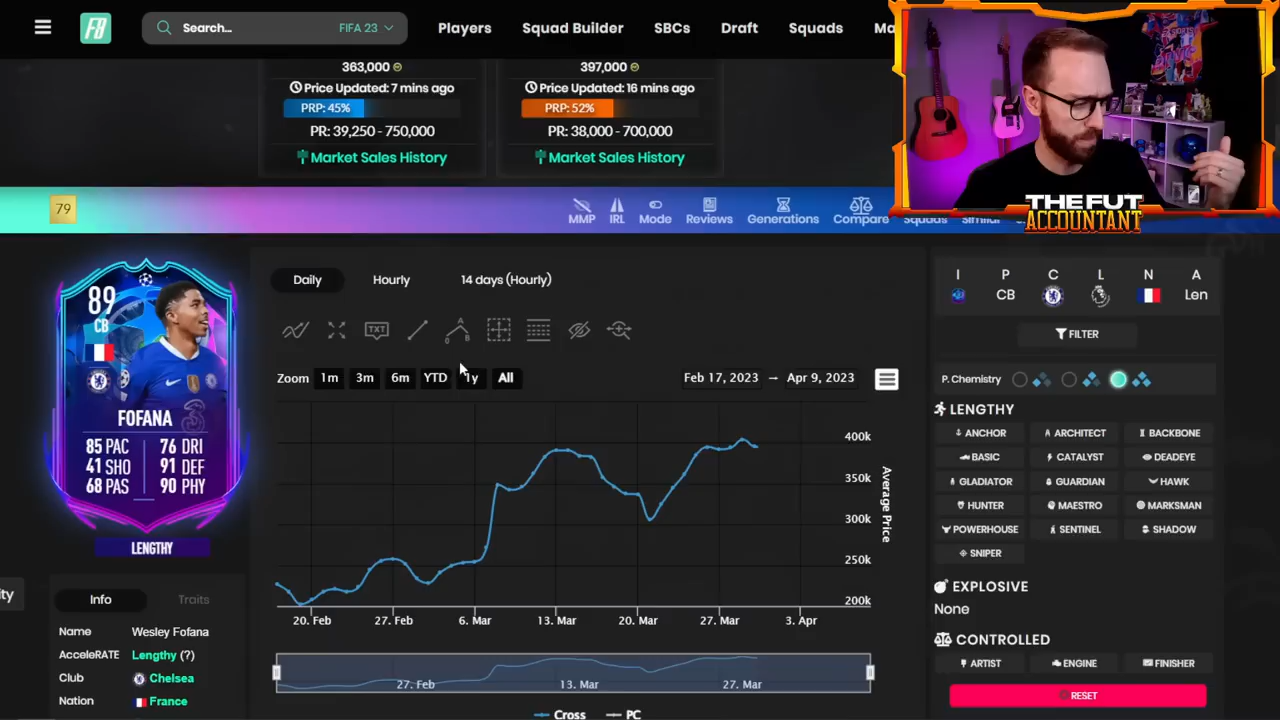 F8
Search...
FIFA 23
Players
Squad Builder
SBCs
Draft
Squads
Ma
363,000
397,000
Price Updated: 7 mins ago
Price Updated: 16 mins ago
PRP: 45%
PRP: 52%
PR: 39,250 - 750,000
PR: 38,000 - 700,000
Market Sales History
Market Sales History
THE FUT
ACCOUNTANT
79
MMP
IRL
Mode
Reviews
Generations
Compare
Squads
Similar
89
CB
FOFANA
85 PAC
76 DRI
41 SHO
91 DEF
68 PAS
90 PHY
LENGTHY
ty
Info
Traits
Name
Wesley Fofana
AcceleRATE
Lengthy (?)
Club
Chelsea
Nation
France
Daily
Hourly
14 days (Hourly)
TXT
A
0
B
Zoom
1m
3m
6m
YTD
1y
All
Feb 17, 2023
→
Apr 9, 2023
400k
350k
300k
250k
200k
Average Price
20. Feb
27. Feb
6. Mar
13. Mar
20. Mar
27. Mar
3. Apr
27. Feb
13. Mar
27. Mar
Cross
PC
I
P
C
L
N
A
CB
Len
FILTER
P. Chemistry
LENGTHY
ANCHOR
ARCHITECT
BACKBONE
BASIC
CATALYST
DEADEYE
GLADIATOR
GUARDIAN
HAWK
HUNTER
MAESTRO
MARKSMAN
POWERHOUSE
SENTINEL
SHADOW
SNIPER
EXPLOSIVE
None
CONTROLLED
ARTIST
ENGINE
FINISHER
RESET